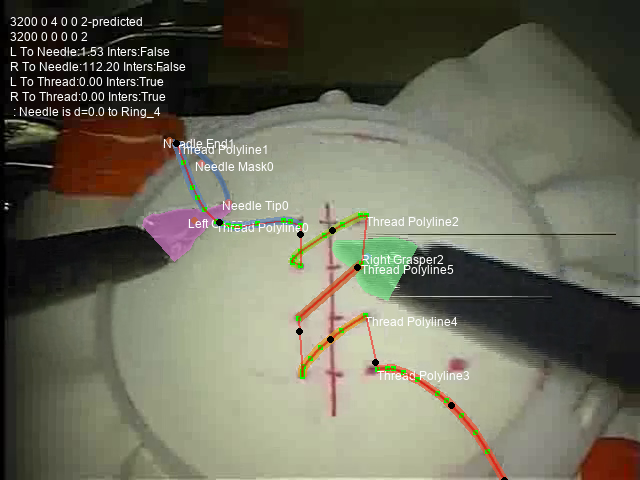 3200 0 4 0 0 2-predicted
3200 0 0 0 0 2
L To Needle:1.53 Inters:False
R To Needle:112.20 Inters:False
L To Thread:0.00 Inters:True
R To Thread:0.00 Inters:True
: Needle is d=0.0 to Ring_4
Needle End1
Thread Polyline1
Needle Mask0
Needle Tip0
Left
Thread Polyline0
Thread Polyline2
Right Grasper2
Thread Polyline5
Thread Polyline4
Thread Polyline3